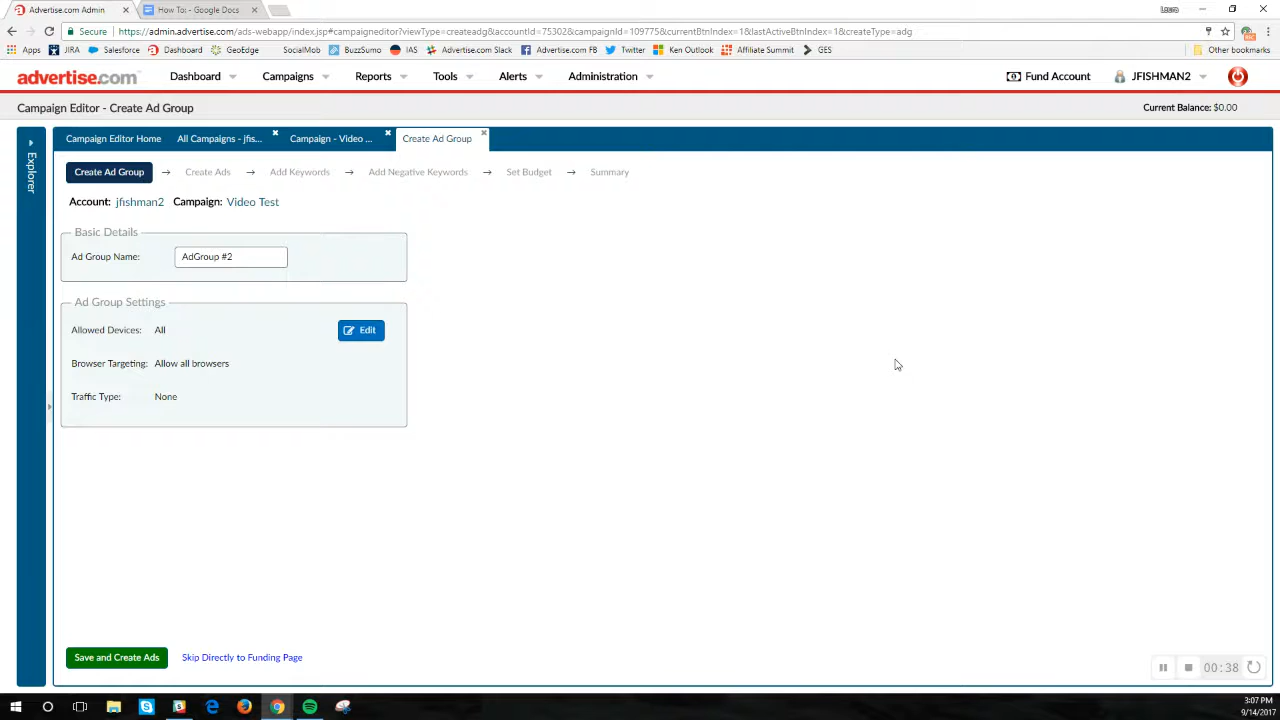 Advertise.com Admin
How To: - Google Docs
Laura
Secure
https://admin.advertise.com/ads-webapp/index.jsp#campaigneditor?viewType=createadg&accountId=75302&campaignId=109775&currentBtnIndex=1&lastActiveBtnIndex=1&createType=adg
Apps JIRA Salesforce Dashboard GeoEdge SocialMob BuzzSumo IAS Advertise.com Slack Advertise.com FB Twitter Ken Outlook Affiliate Summit GES Other bookmarks
advertise.com Dashboard Campaigns Reports Tools Alerts Administration Fund Account JFISHMAN2
Campaign Editor - Create Ad Group Current Balance: $0.00
Explorer
Campaign Editor Home All Campaigns - jfis... Campaign - Video ... Create Ad Group
Create Ad Group → Create Ads → Add Keywords → Add Negative Keywords → Set Budget → Summary
Account: jfishman2 Campaign: Video Test
Basic Details
Ad Group Name: AdGroup #2
Ad Group Settings
Allowed Devices: All Edit
Browser Targeting: Allow all browsers
Traffic Type: None
Save and Create Ads Skip Directly to Funding Page
00:38
3:07 PM
9/14/2017